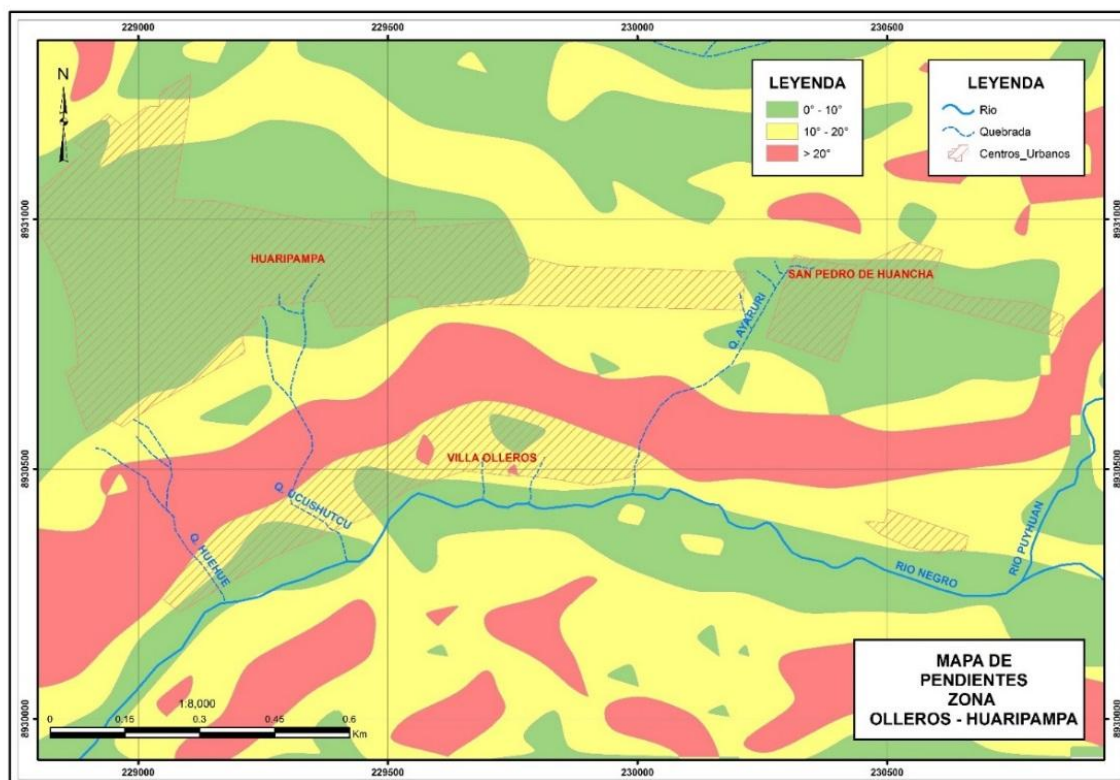 229000
229500
230000
230500
N
LEYENDA
0° - 10°
10° - 20°
> 20°
LEYENDA
Rio
Quebrada
Centros_Urbanos
8931000
8931000
HUARIPAMPA
SAN PEDRO DE HUANCHA
Q. AYARURI
VILLA OLLEROS
8930500
8930500
Q. UCUSHUTCU
Q. HUEHUE
RIO NEGRO
RIO PUYHUAN
MAPA DE
PENDIENTES
ZONA
OLLEROS - HUARIPAMPA
1:8,000
0 0.15 0.3 0.45 0.6
Km
8930000
8930000
229000
229500
230000
230500